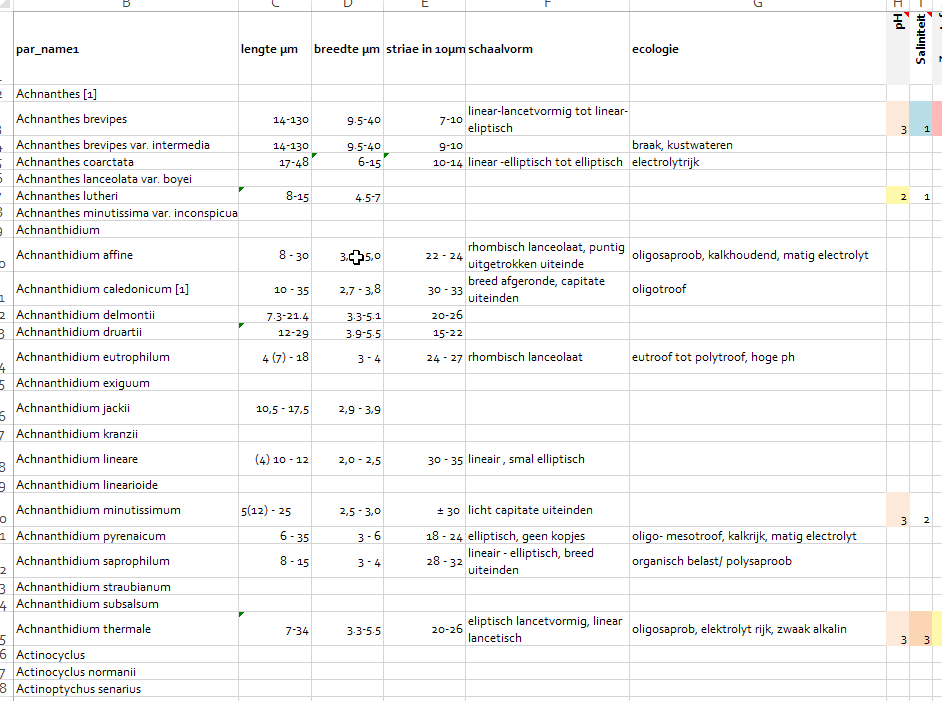 B C D E F G H I
par_name1 lengte µm breedte µm striae in 10µm schaalvorm ecologie pH Saliniteit
Achnanthes [1]
Achnanthes brevipes 14-130 9.5-40 7-10 linear-lancetvormig tot linear-
eliptisch 3 1
Achnanthes brevipes var. intermedia 14-130 9.5-40 9-10 braak, kustwateren
Achnanthes coarctata 17-48 6-15 10-14 linear -elliptisch tot elliptisch electrolytrijk
Achnanthes lanceolata var. boyei
Achnanthes lutheri 8-15 4.5-7 2 1
Achnanthes minutissima var. inconspicua
Achnanthidium
Achnanthidium affine 8 - 30 5,0 22 - 24 rhombisch lanceolaat, puntig
uitgetrokken uiteinde oligosaproob, kalkhoudend, matig electrolyt
Achnanthidium caledonicum [1] 10 - 35 2,7 - 3,8 30 - 33 breed afgeronde, capitate
uiteinden oligotroof
Achnanthidium delmontii 7.3-21.4 3.3-5.1 20-26
Achnanthidium druartii 12-29 3.9-5.5 15-22
Achnanthidium eutrophilum 4 (7) - 18 3 - 4 24 - 27 rhombisch lanceolaat eutroof tot polytroof, hoge ph
Achnanthidium exiguum
Achnanthidium jackii 10,5 - 17,5 2,9 - 3,9
Achnanthidium kranzii
Achnanthidium lineare (4) 10 - 12 2,0 - 2,5 30 - 35 lineair , smal elliptisch
Achnanthidium linearioide
Achnanthidium minutissimum 5(12) - 25 2,5 - 3,0 ± 30 licht capitate uiteinden 3 2
Achnanthidium pyrenaicum 6 - 35 3 - 6 18 - 24 elliptisch, geen kopjes oligo- mesotroof, kalkrijk, matig electrolyt
Achnanthidium saprophilum 8 - 15 3 - 4 28 - 32 lineair - elliptisch, breed
uiteinden organisch belast/ polysaproob
Achnanthidium straubianum
Achnanthidium subsalsum
Achnanthidium thermale 7-34 3.3-5.5 20-26 eliptisch lancetvormig, linear
lancetisch oligosaprob, elektrolyt rijk, zwaak alkalin 3 3
Actinocyclus
Actinocyclus normanii
Actinoptychus senarius